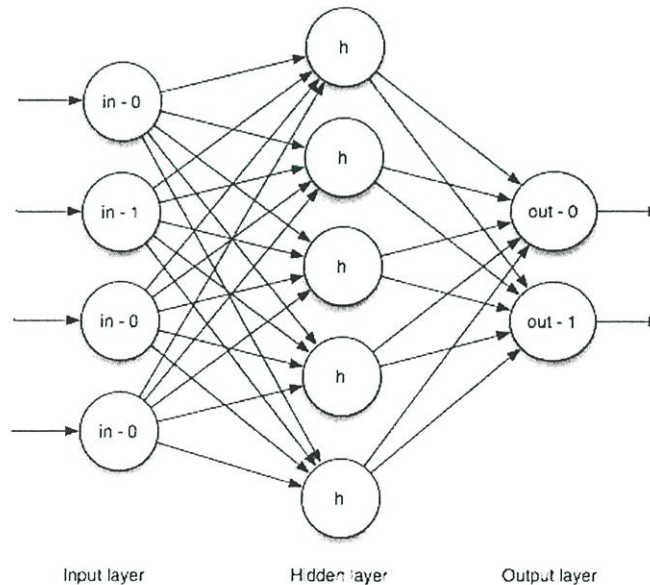 h
in - 0
h
in - 1
out - 0
h
in - 0
out - 1
h
in - 0
h
Input layer
Hidden layer
Output layer